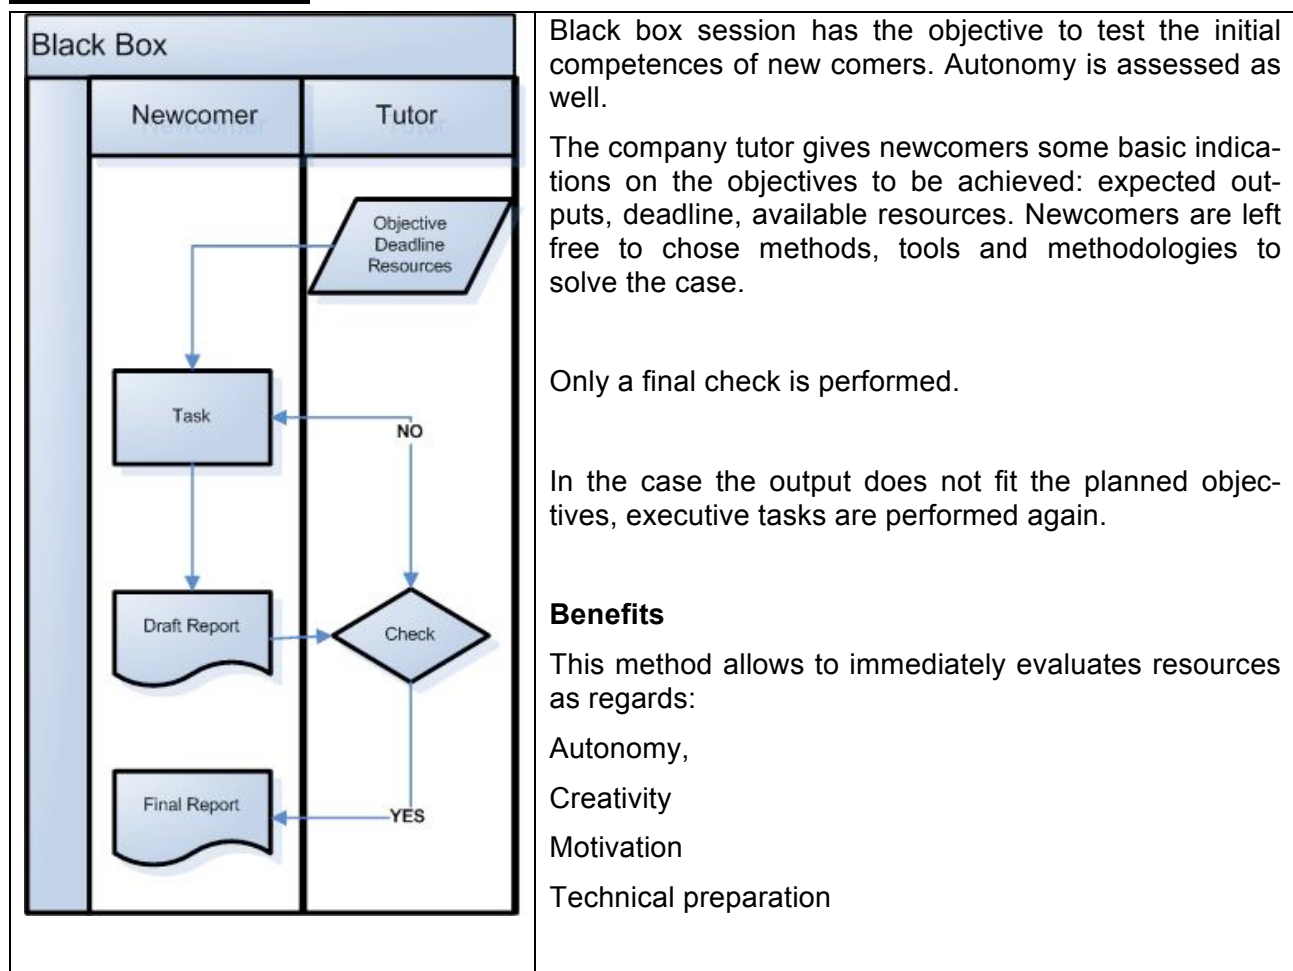 Black Box
Newcomer
Tutor
Objective
Deadline
Resources
Task
NO
Draft Report
Check
Final Report
YES
Black box session has the objective to test the initial
competences of new comers. Autonomy is assessed as
well.
The company tutor gives newcomers some basic indica-
tions on the objectives to be achieved: expected out-
puts, deadline, available resources. Newcomers are left
free to chose methods, tools and methodologies to
solve the case.
Only a final check is performed.
In the case the output does not fit the planned objec-
tives, executive tasks are performed again.
Benefits
This method allows to immediately evaluates resources
as regards:
Autonomy,
Creativity
Motivation
Technical preparation